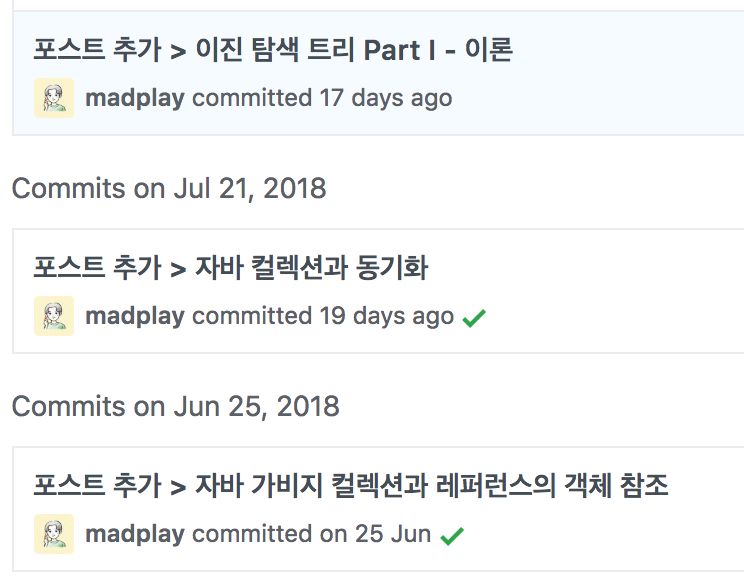 포스트 추가 > 이진 탐색 트리 Part I - 이론
madplay committed 17 days ago
Commits on Jul 21, 2018
포스트 추가 > 자바 컬렉션과 동기화
madplay committed 19 days ago
Commits on Jun 25, 2018
포스트 추가 > 자바 가비지 컬렉션과 레퍼런스의 객체 참조
madplay committed on 25 Jun